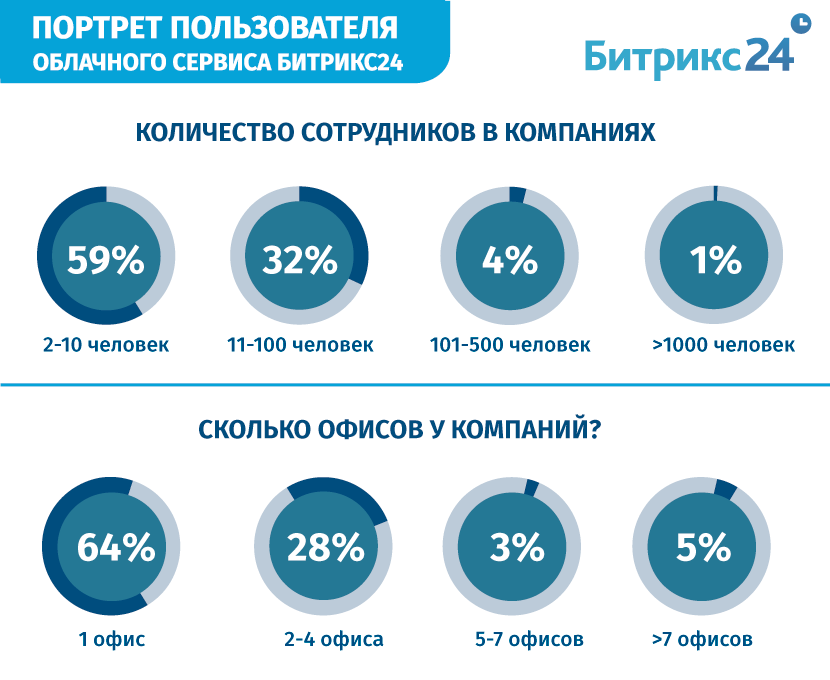 ПОРТРЕТ ПОЛЬЗОВАТЕЛЯ
ОБЛАЧНОГО СЕРВИСА БИТРИКС24
Битрикс24
КОЛИЧЕСТВО СОТРУДНИКОВ В КОМПАНИЯХ
59% 32% 4% 1%
2-10 человек 11-100 человек 101-500 человек >1000 человек
СКОЛЬКО ОФИСОВ У КОМПАНИЙ?
64% 28% 3% 5%
1 офис 2-4 офиса 5-7 офисов >7 офисов